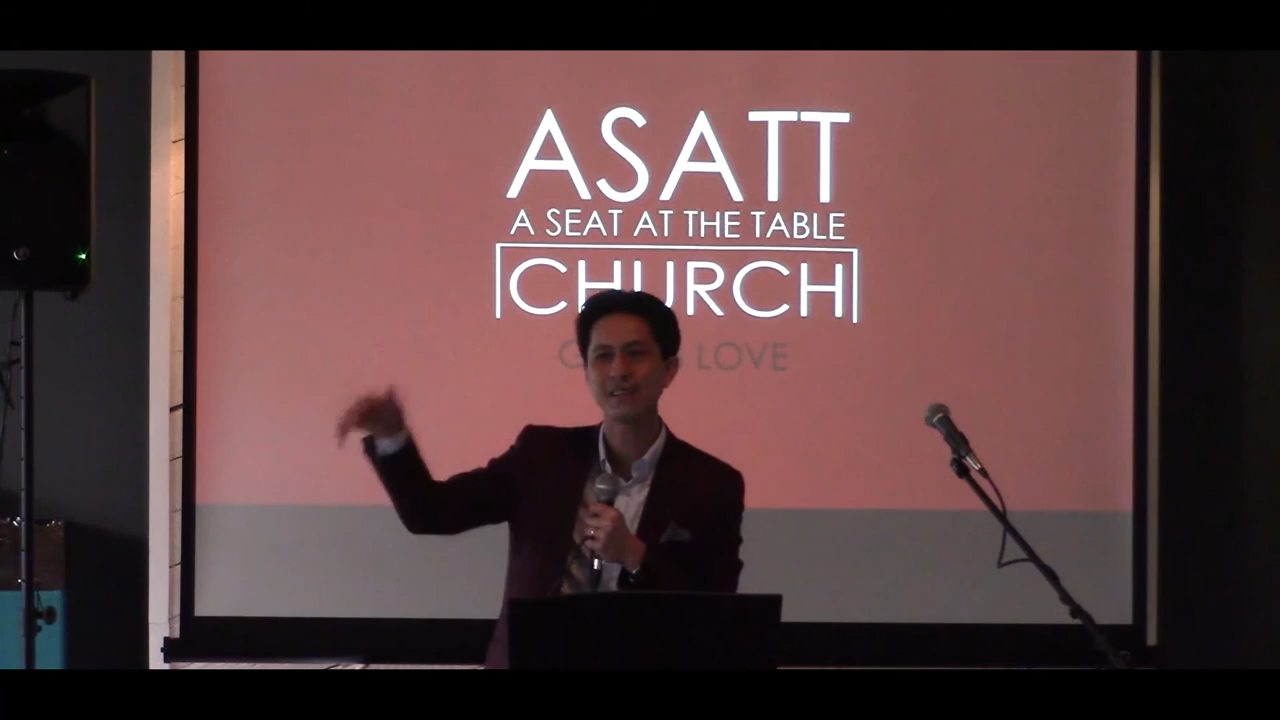 ASATT
A SEAT AT THE TABLE
CHURCH
LOVE